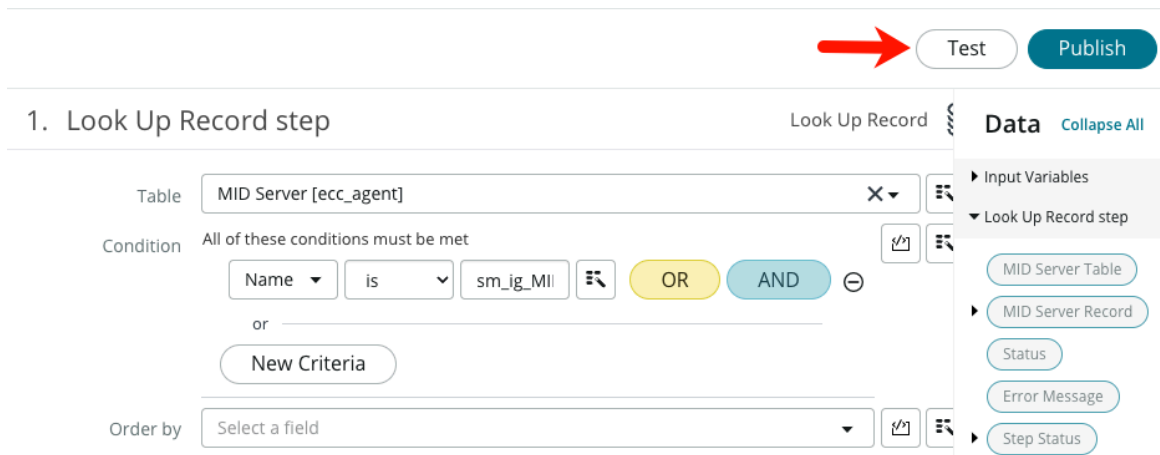 Test
Publish
1. Look Up Record step
Look Up Record
Data
Collapse All
Table
MID Server [ecc_agent]
Input Variables
Look Up Record step
Condition
All of these conditions must be met
Name
is
sm_ig_MI
OR
AND
or
New Criteria
MID Server Table
MID Server Record
Status
Error Message
Step Status
Order by
Select a field